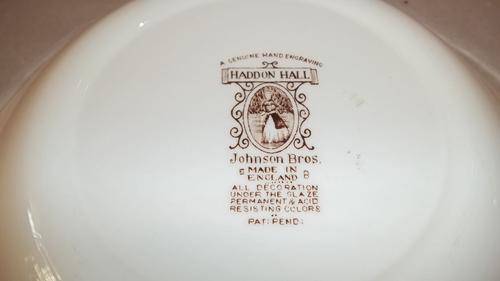 A GENUINE HAND ENGRAVING
HADDON HALL
Johnson Bros.
MADE IN
ENGLAND B
ALL DECORATION
UNDER THE GLAZE
PERMANENT & ACID
RESISTING COLORS
PAT. PEND.